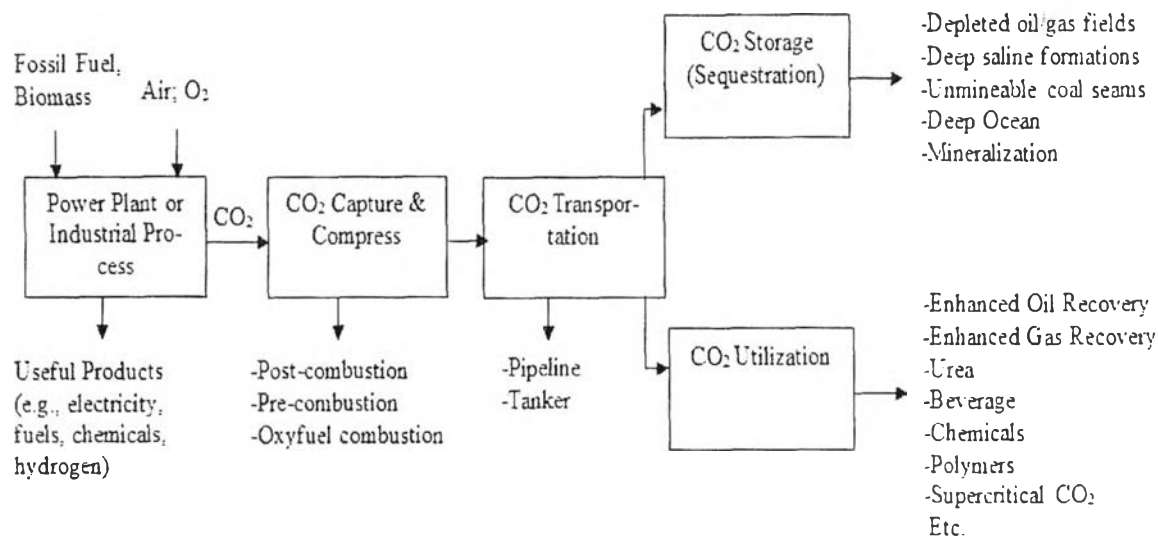 Fossil Fuel,
Biomass
Air; O₂
Power Plant or
Industrial Pro-
cess
CO₂
Useful Products
(e.g., electricity,
fuels, chemicals,
hydrogen)
CO₂ Capture &
Compress
-Post-combustion
-Pre-combustion
-Oxyfuel combustion
CO₂ Transpor-
tation
-Pipeline
-Tanker
CO₂ Storage
(Sequestration)
-Depleted oil/gas fields
-Deep saline formations
-Unmineable coal seams
-Deep Ocean
-Mineralization
CO₂ Utilization
-Enhanced Oil Recovery
-Enhanced Gas Recovery
-Urea
-Beverage
-Chemicals
-Polymers
-Supercritical CO₂
Etc.